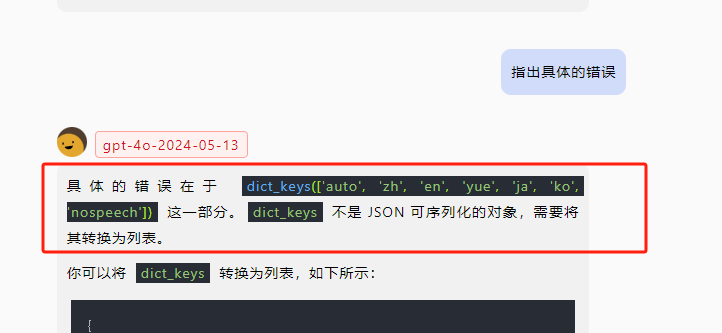 指出具体的错误
gpt-4o-2024-05-13
具体的错误在于 dict_keys(['auto', 'zh', 'en', 'yue', 'ja', 'ko',
'nospeech']) 这一部分。dict_keys 不是 JSON 可序列化的对象，需要将
其转换为列表。
你可以将 dict_keys 转换为列表，如下所示：
{